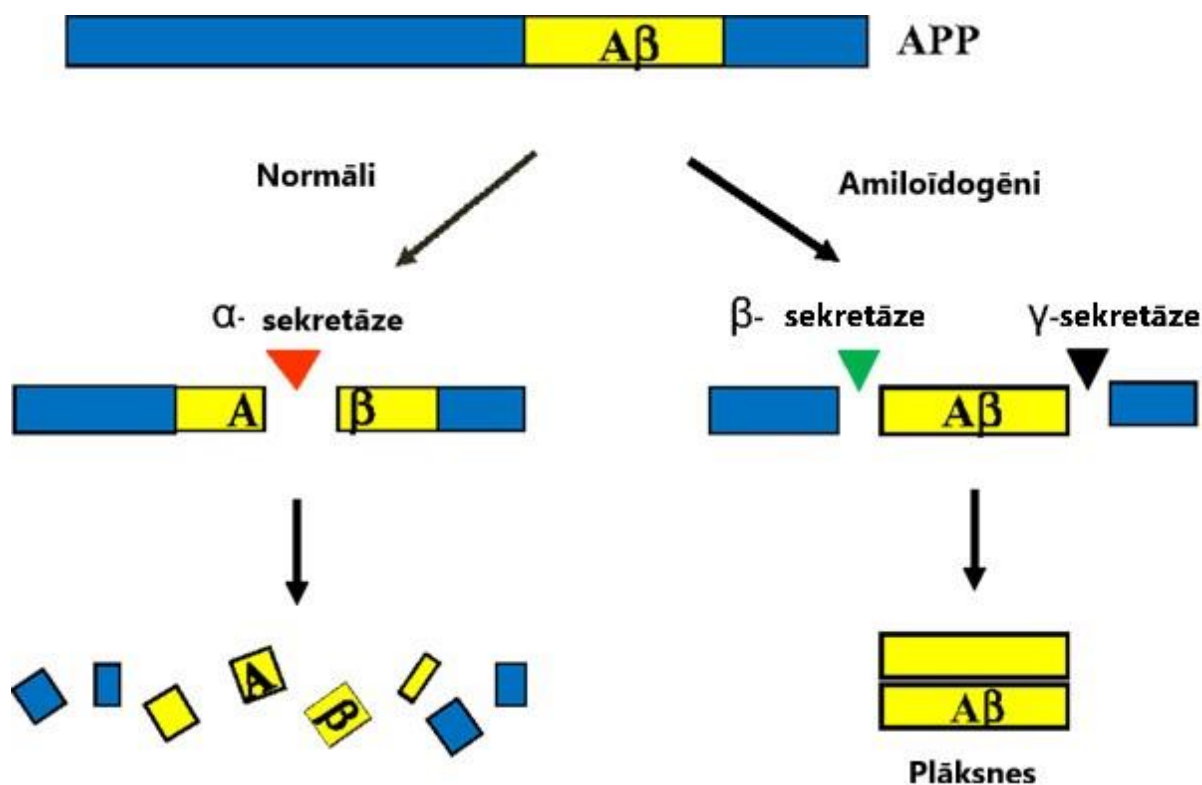 Aβ APP
Normāli
Amiloīdogēni
α- sekretāze
β- sekretāze
γ-sekretāze
A β
Aβ
A
β
Aβ
Plāksnes